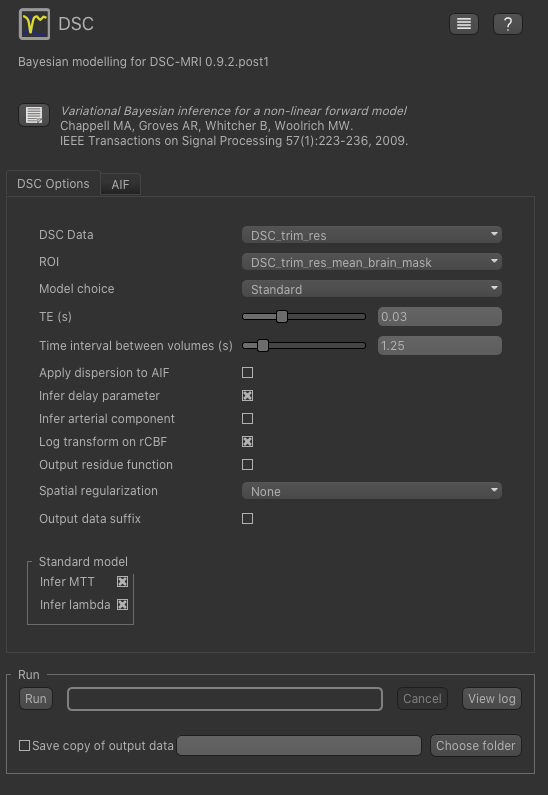 DSC
?
Bayesian modelling for DSC-MRI 0.9.2.post1
Variational Bayesian inference for a non-linear forward model
Chappell MA, Groves AR, Whitcher B, Woolrich MW.
IEEE Transactions on Signal Processing 57(1):223-236, 2009.
DSC Options AIF
DSC Data DSC_trim_res
ROI DSC_trim_res_mean_brain_mask
Model choice Standard
TE (s) 0.03
Time interval between volumes (s) 1.25
Apply dispersion to AIF
Infer delay parameter
Infer arterial component
Log transform on rCBF
Output residue function
Spatial regularization None
Output data suffix
Standard model
Infer MTT
Infer lambda
Run
Run Cancel View log
Save copy of output data Choose folder